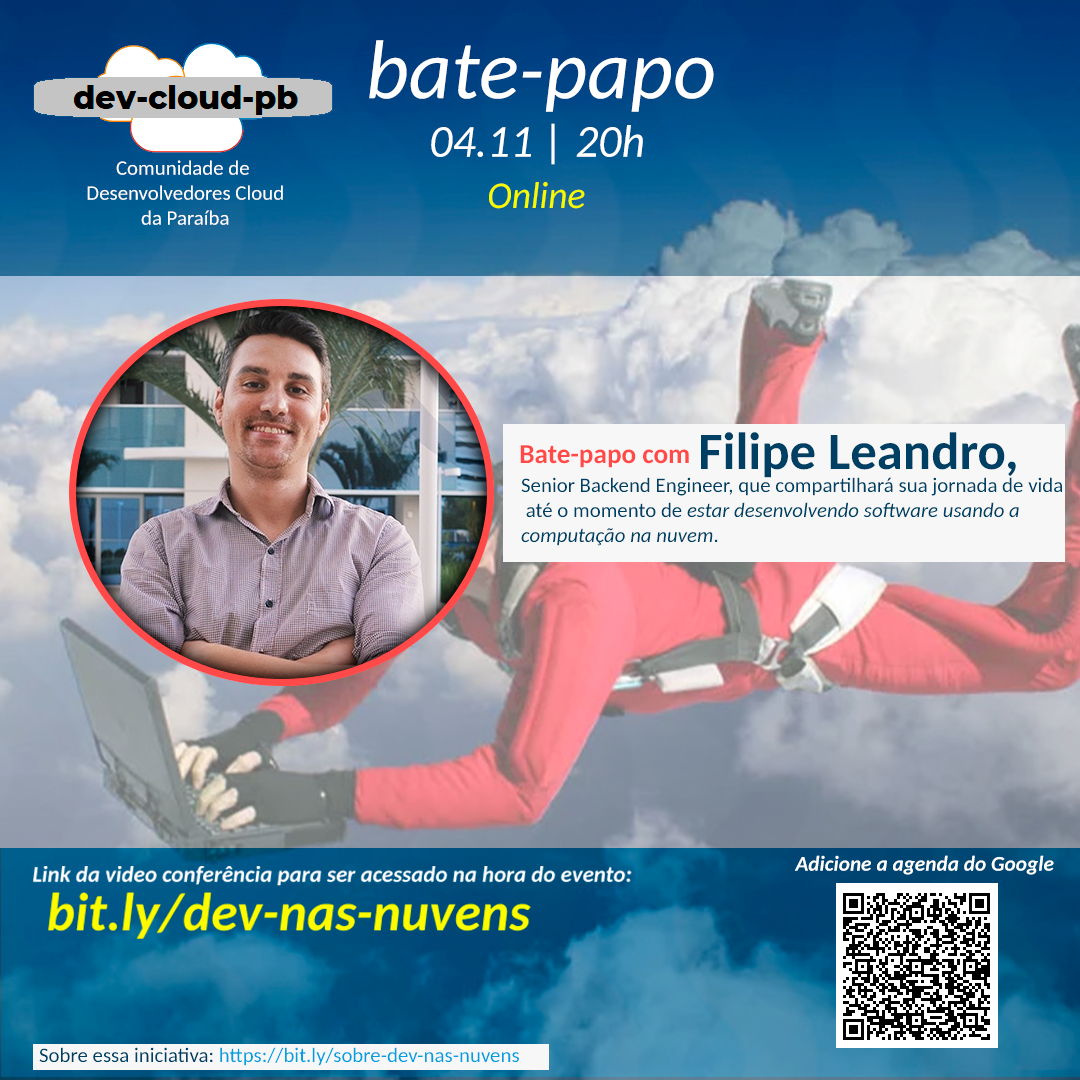 dev-cloud-pb
Comunidade de
Desenvolvedores Cloud
da Paraíba
bate-papo
04.11 | 20h
Online
Bate-papo com Filipe Leandro,
Senior Backend Engineer, que compartilhará sua jornada de vida
até o momento de estar desenvolvendo software usando a
computação na nuvem.
Link da video conferência para ser acessado na hora do evento:
bit.ly/dev-nas-nuvens
Adicione a agenda do Google
Sobre essa iniciativa: https://bit.ly/sobre-dev-nas-nuvens